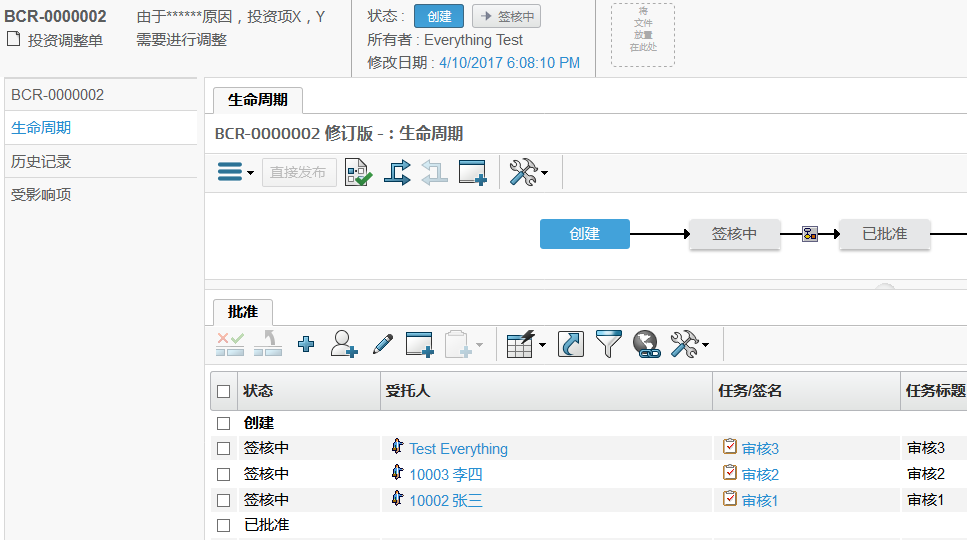 BCR-0000002
投资调整单
由于******原因，投资项X，Y
需要进行调整
状态 : 创建 签核中
所有者 : Everything Test
修改日期 : 4/10/2017 6:08:10 PM
将
文件
放置
在此处
BCR-0000002
生命周期
历史记录
受影响项
生命周期
BCR-0000002 修订版 - : 生命周期
直接发布
创建 签核中 已批准
批准
状态 受托人 任务/签名 任务标题
创建
签核中 Test Everything 审核3 审核3
签核中 10003 李四 审核2 审核2
签核中 10002 张三 审核1 审核1
已批准